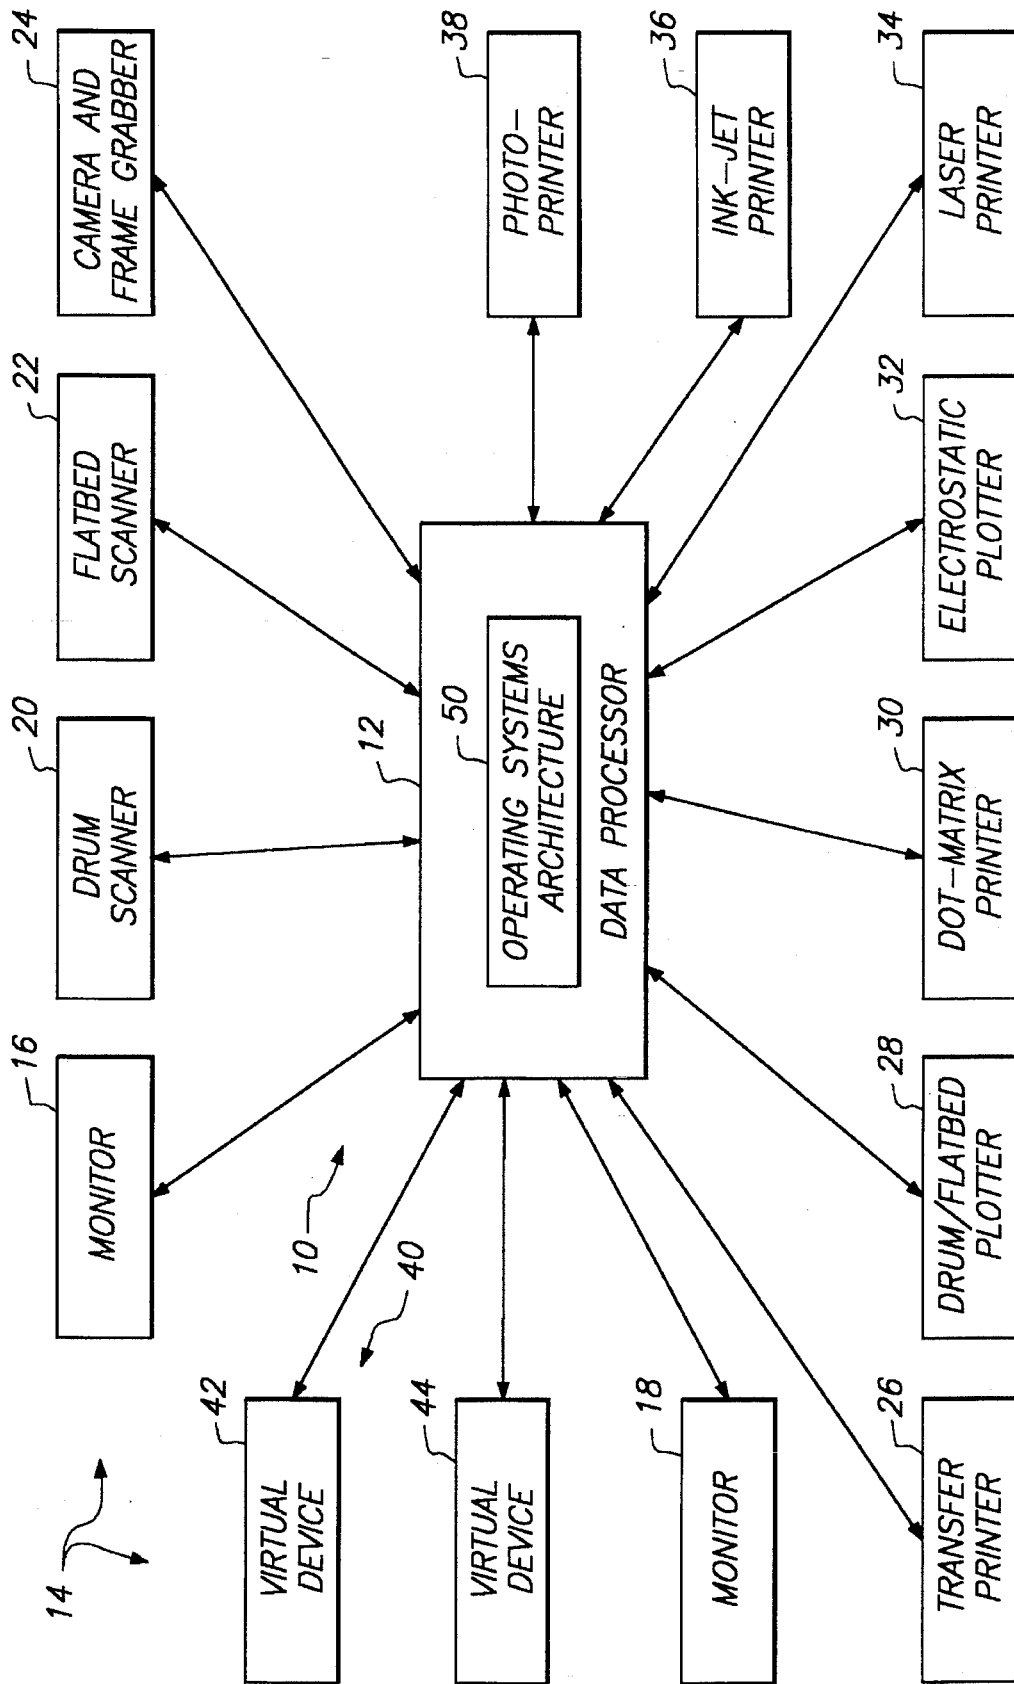 14
16
MONITOR
20
DRUM
SCANNER
22
FLATBED
SCANNER
24
CAMERA AND
FRAME GRABBER
42
VIRTUAL
DEVICE
10
40
44
VIRTUAL
DEVICE
18
MONITOR
12
50
OPERATING SYSTEMS
ARCHITECTURE
DATA PROCESSOR
38
PHOTO-
PRINTER
36
INK-JET
PRINTER
26
TRANSFER
PRINTER
28
DRUM/FLATBED
PLOTTER
30
DOT-MATRIX
PRINTER
32
ELECTROSTATIC
PLOTTER
34
LASER
PRINTER